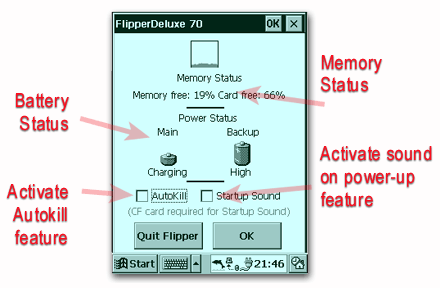 FlipperDeluxe 70 OK
Memory Status
Memory free: 19% Card free: 66%
Memory
Status
Battery
Status
Power Status
Main Backup
Charging High
Activate sound
on power-up
feature
Activate
Autokill
feature
AutoKill Startup Sound
(CF card required for Startup Sound)
Quit Flipper OK
Start 21:46